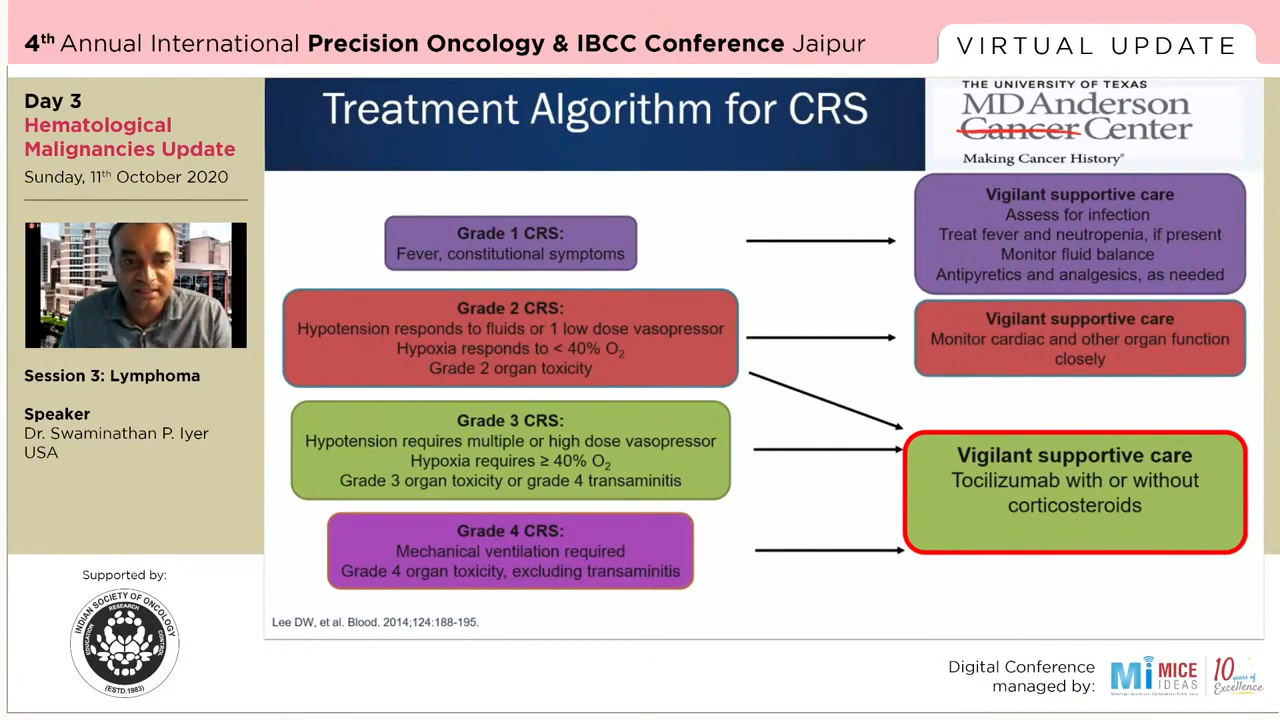 4th Annual International Precision Oncology & IBCC Conference Jaipur
VIRTUAL UPDATE
Day 3
Hematological
Malignancies Update
Sunday, 11th October 2020
Session 3: Lymphoma
Speaker
Dr. Swaminathan P. Iyer
USA
Supported by:
INDIAN SOCIETY OF ONCOLOGY
RESEARCH
EDUCATION
CONTROL
(ESTD.1983)
Treatment Algorithm for CRS
THE UNIVERSITY OF TEXAS
MD Anderson
Cancer Center
Making Cancer History®
Grade 1 CRS:
Fever, constitutional symptoms
Vigilant supportive care
Assess for infection
Treat fever and neutropenia, if present
Monitor fluid balance
Antipyretics and analgesics, as needed
Grade 2 CRS:
Hypotension responds to fluids or 1 low dose vasopressor
Hypoxia responds to < 40% O2
Grade 2 organ toxicity
Vigilant supportive care
Monitor cardiac and other organ function
closely
Grade 3 CRS:
Hypotension requires multiple or high dose vasopressor
Hypoxia requires ≥ 40% O2
Grade 3 organ toxicity or grade 4 transaminitis
Grade 4 CRS:
Mechanical ventilation required
Grade 4 organ toxicity, excluding transaminitis
Vigilant supportive care
Tocilizumab with or without
corticosteroids
Lee DW, et al. Blood. 2014;124:188-195.
Digital Conference
managed by:
Mi MICE
IDEAS
10 years of
Excellence